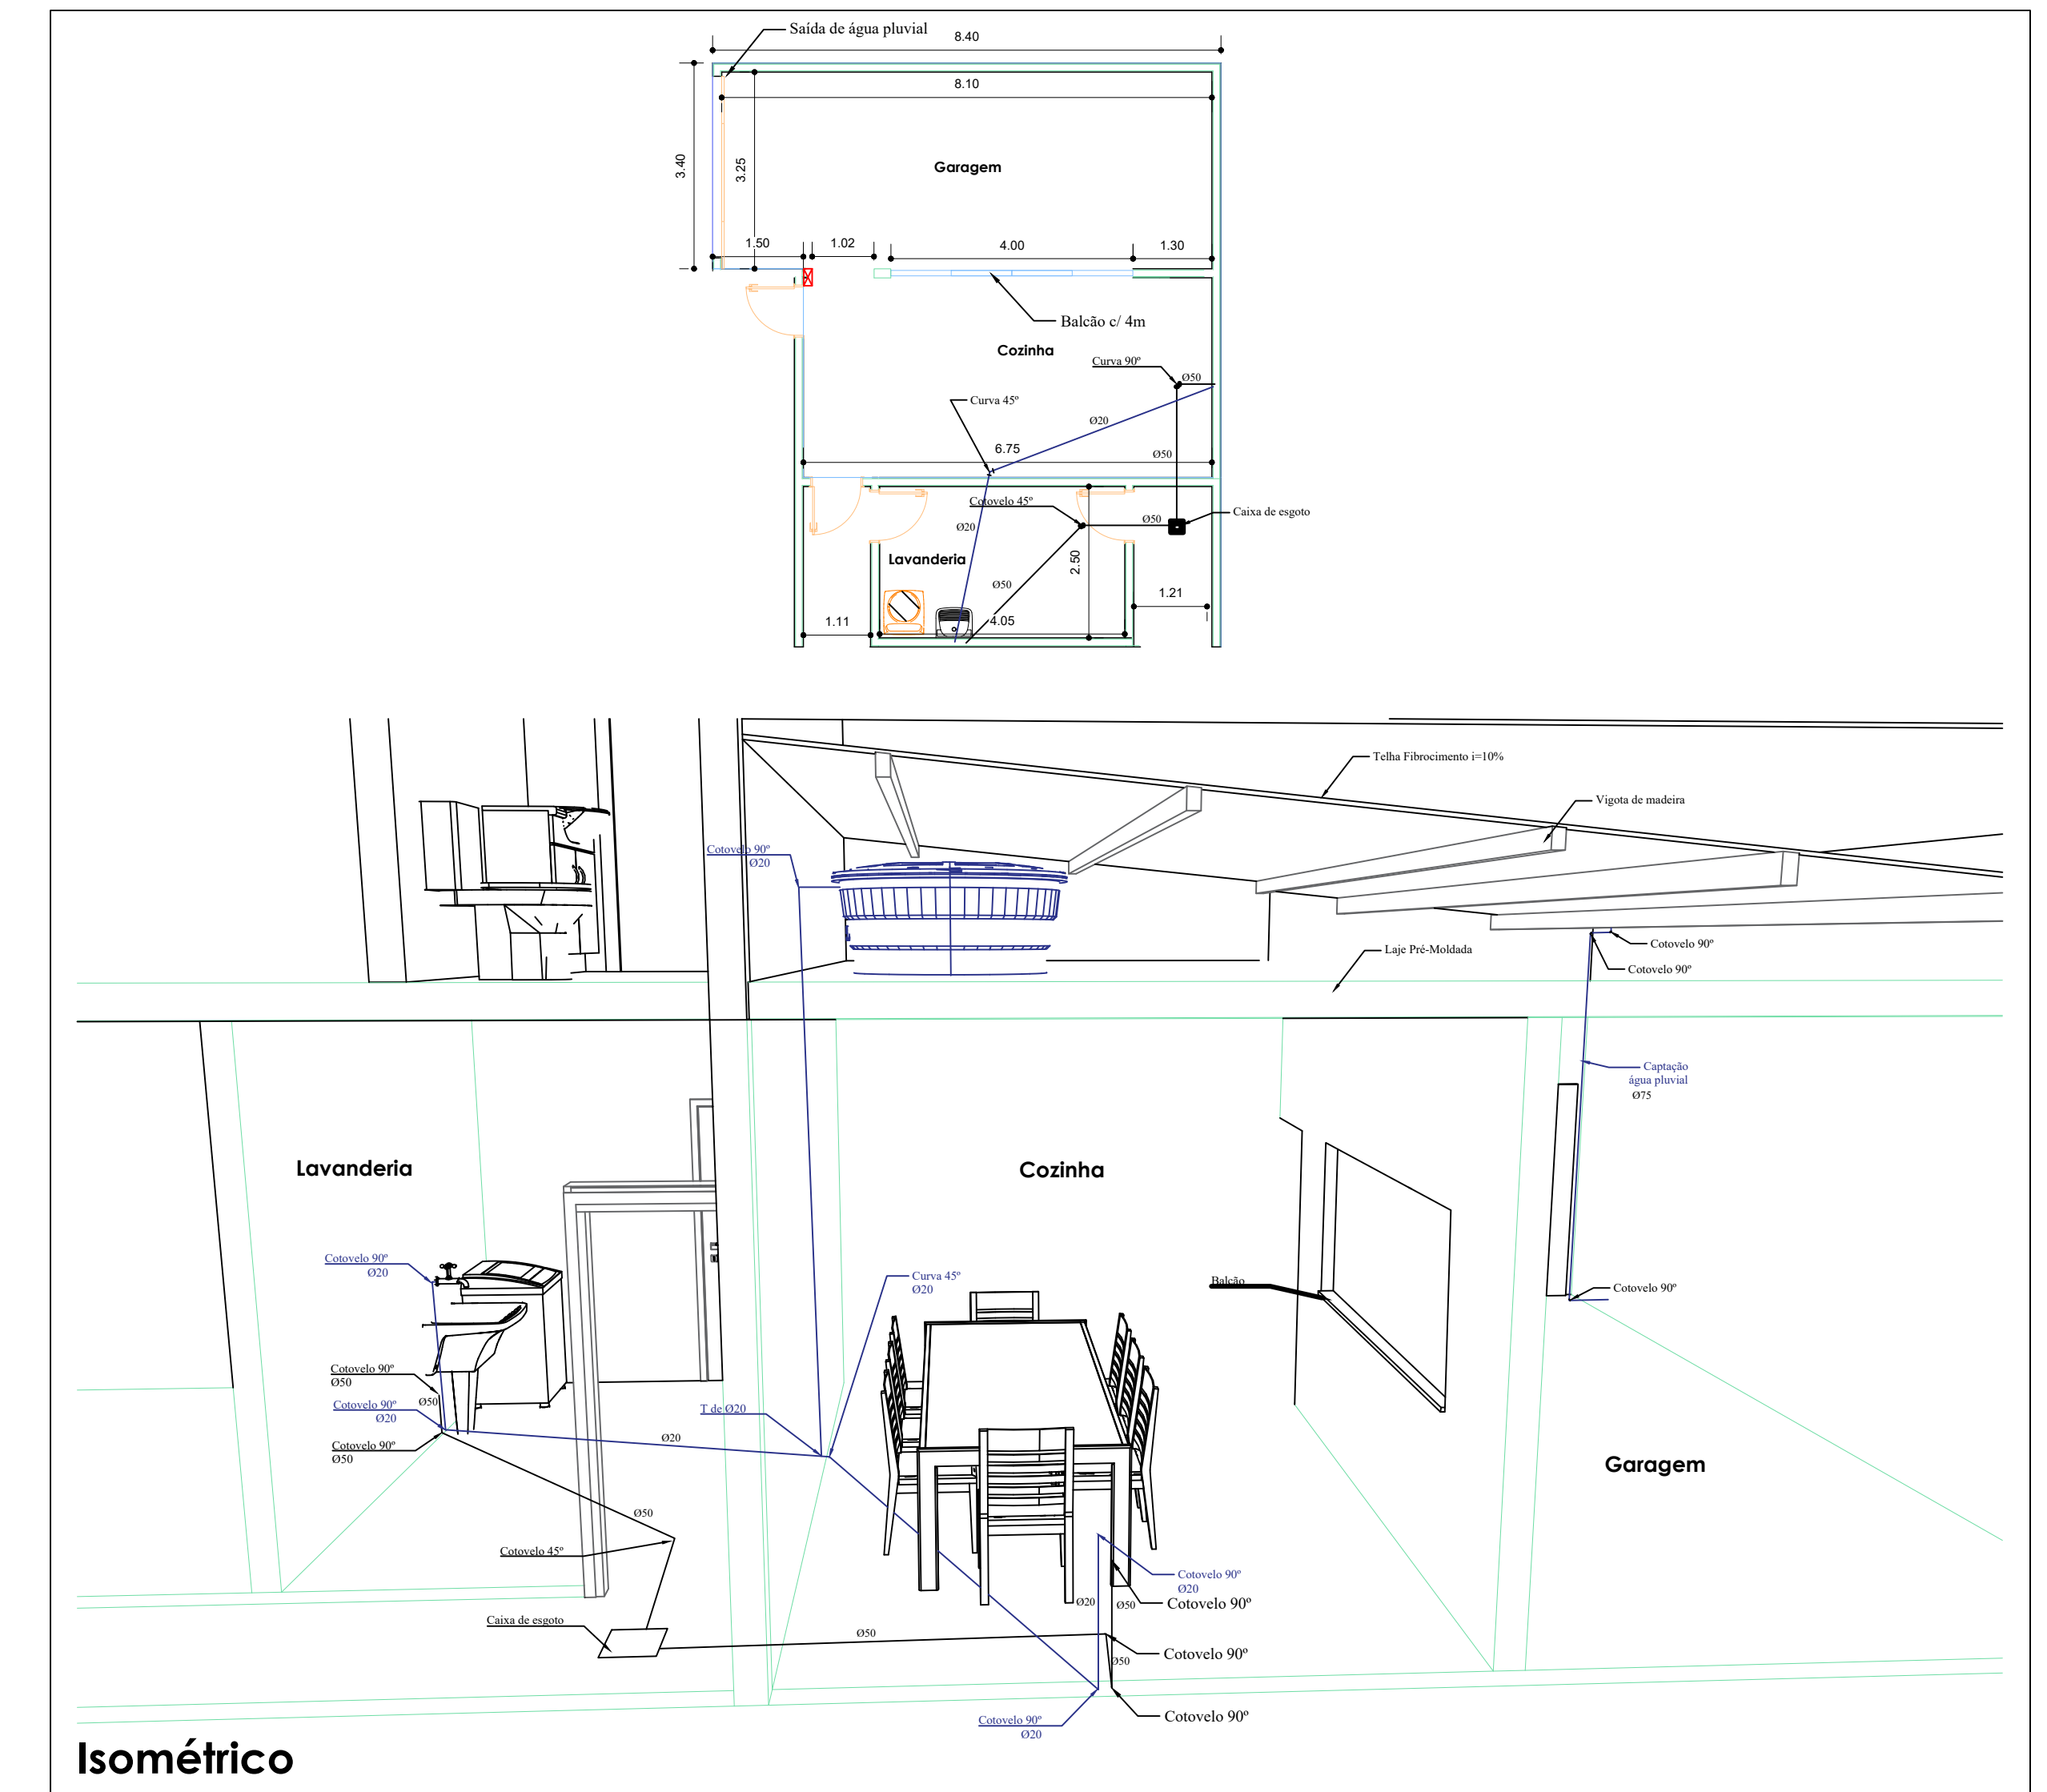 Saída de água pluvial
8.40
8.10
3.40
3.25
Garagem
1.50
1.02
4.00
1.30
Balcão c/ 4m
Cozinha
Curva 90º
Ø50
Curva 45º
Ø20
6.75
Ø50
Cotovelo 45º
Ø20
Ø50
Caixa de esgoto
Lavanderia
2.50
Ø50
1.21
1.11
4.05
Telha Fibrocimento i=10%
Vigota de madeira
Cotovelo 90º
Ø20
Cotovelo 90º
Laje Pré-Moldada
Cotovelo 90º
Captação
água pluvial
Ø75
Lavanderia
Cozinha
Cotovelo 90º
Ø20
Curva 45º
Ø20
Balcão
Cotovelo 90º
Cotovelo 90º
Ø50
Ø50
Cotovelo 90º
Ø20
T de Ø20
Ø20
Cotovelo 90º
Ø50
Garagem
Ø50
Cotovelo 45º
Cotovelo 90º
Ø20
Ø20
Ø50
Cotovelo 90º
Caixa de esgoto
Ø50
Cotovelo 90º
Ø50
Cotovelo 90º
Cotovelo 90º
Ø20
Isométrico